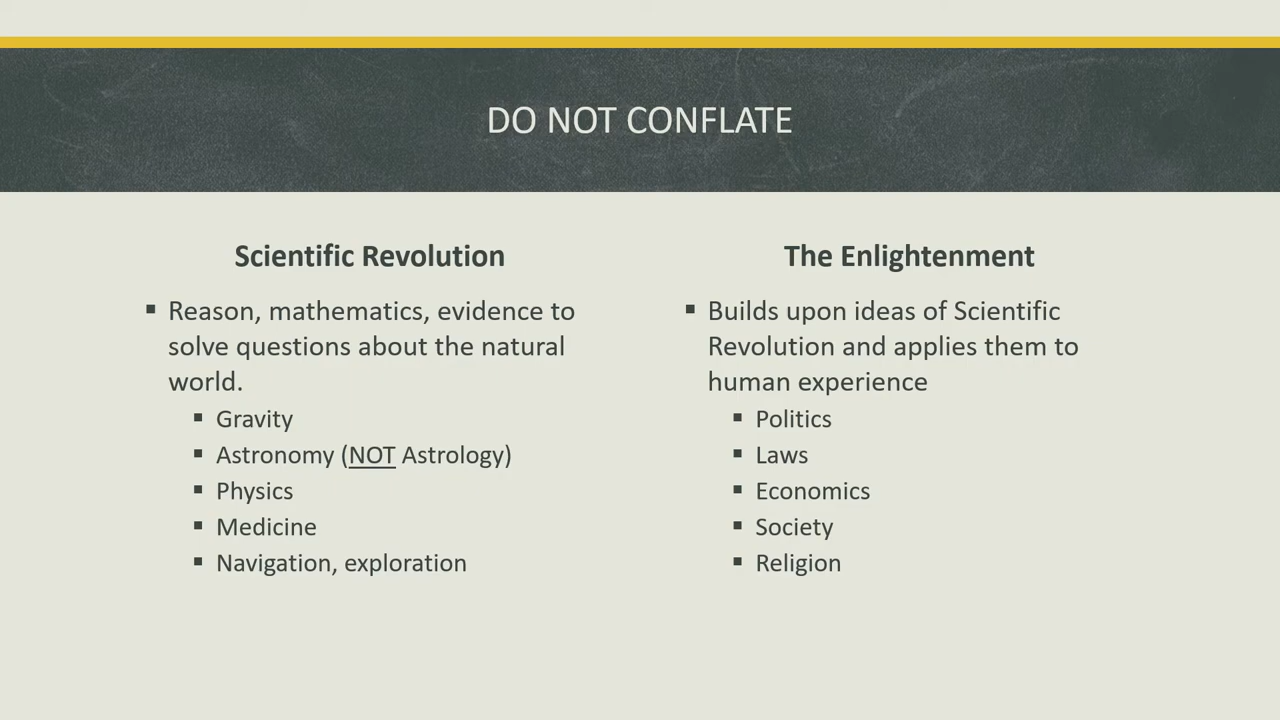 DO NOT CONFLATE
Scientific Revolution
▪ Reason, mathematics, evidence to
solve questions about the natural
world.
▪ Gravity
▪ Astronomy (NOT Astrology)
▪ Physics
▪ Medicine
▪ Navigation, exploration
The Enlightenment
▪ Builds upon ideas of Scientific
Revolution and applies them to
human experience
▪ Politics
▪ Laws
▪ Economics
▪ Society
▪ Religion